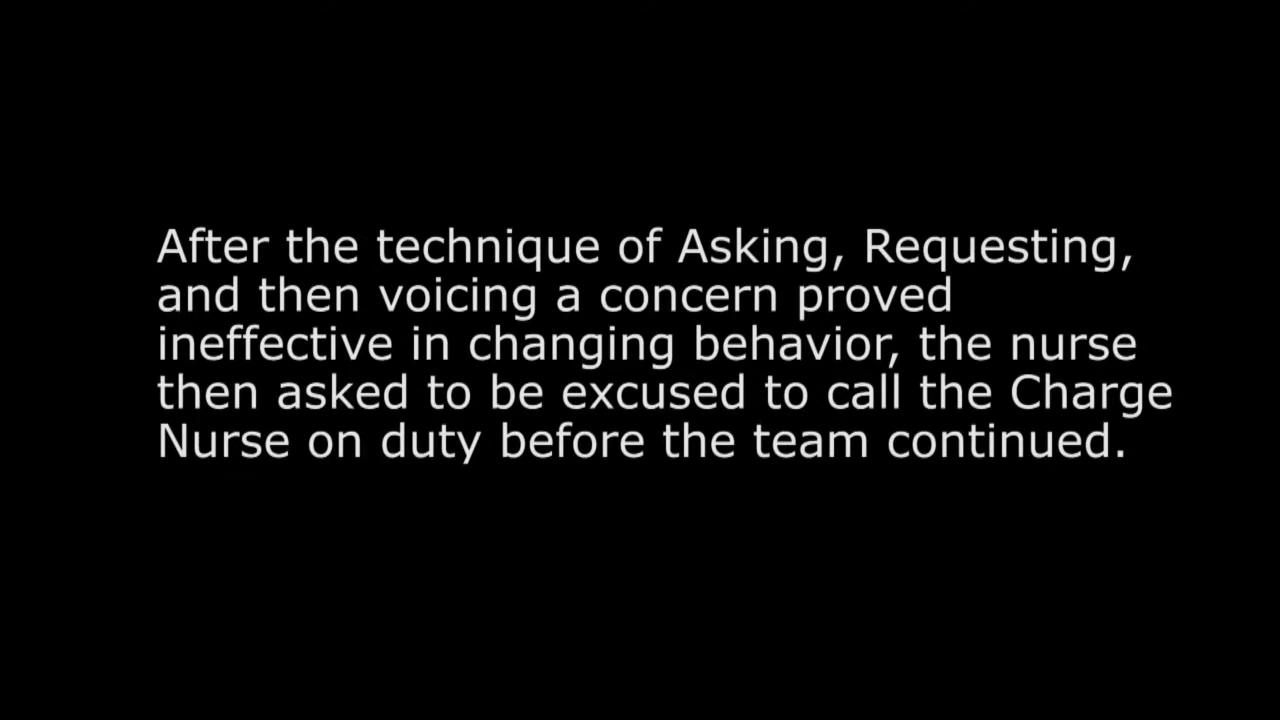 After the technique of Asking, Requesting,
and then voicing a concern proved
ineffective in changing behavior, the nurse
then asked to be excused to call the Charge
Nurse on duty before the team continued.